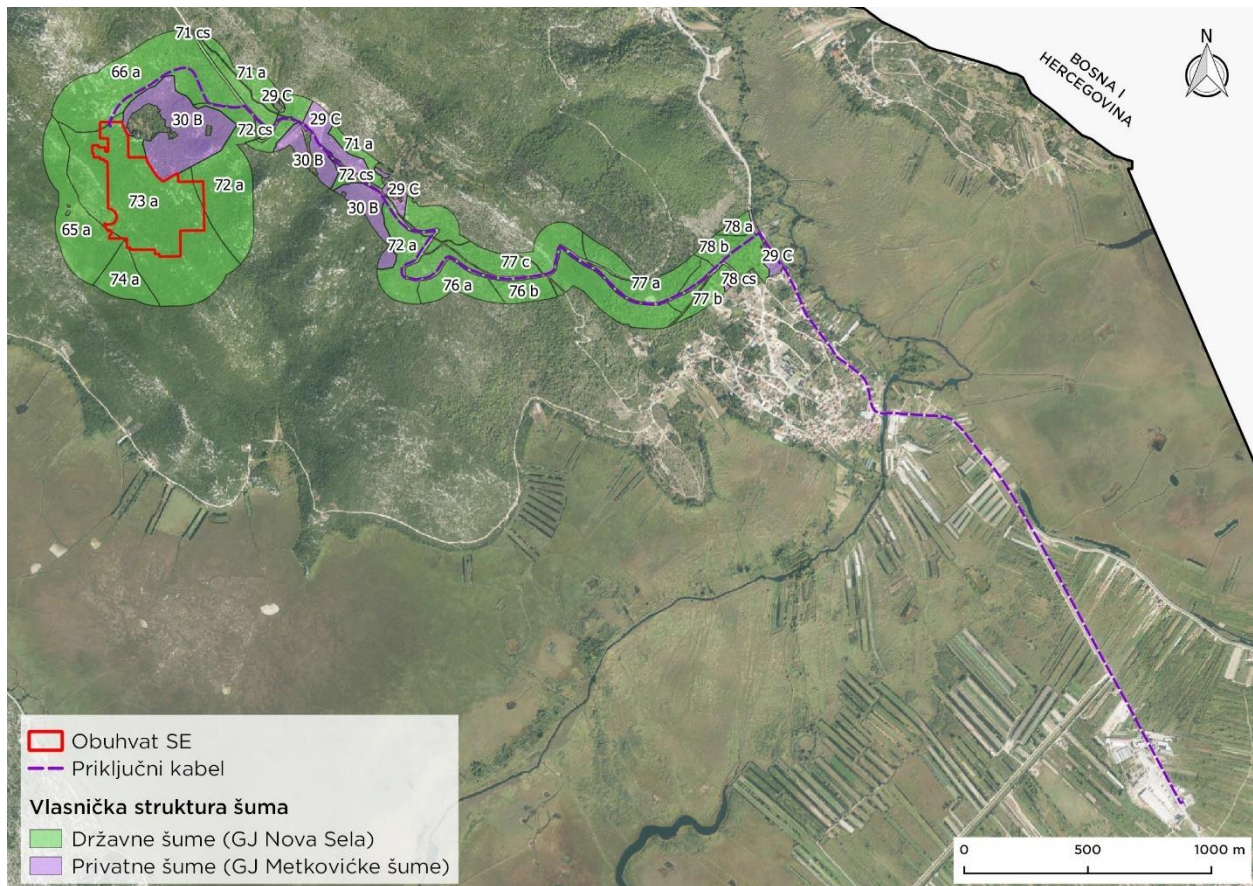 71 cs
66 a
71 a
29 C
30 B
29 C
72 cs
71 a
30 B
72 cs
72 a
29 C
30 B
73 a
65 a
72 a
74 a
77 c
76 a
76 b
78 a
78 b
29 C
77 a
78 cs
77 b
BOSNA I
HERCEGOVINA
N
Obuhvat SE
Priključni kabel
Vlasnička struktura šuma
Državne šume (GJ Nova Sela)
Privatne šume (GJ Metkovićke šume)
0 500 1000 m